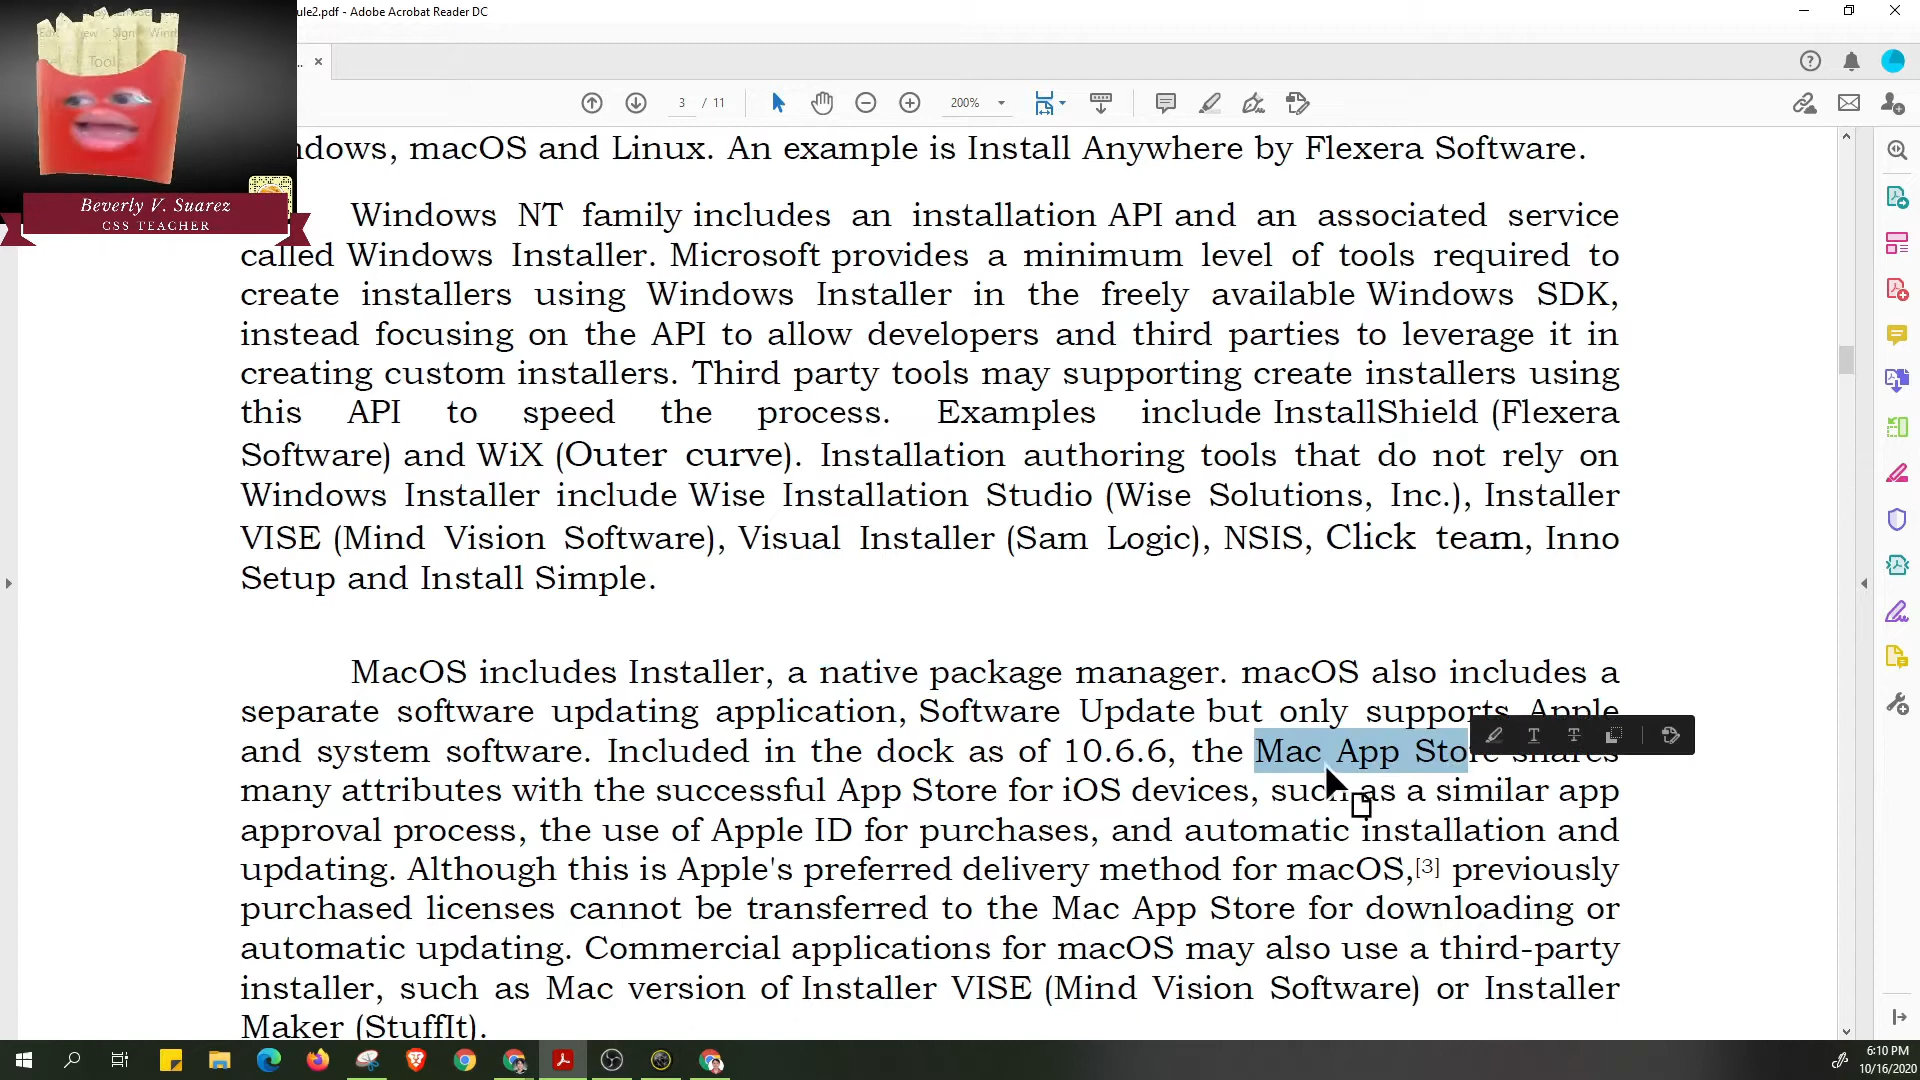 ule2.pdf - Adobe Acrobat Reader DC
Sign
Tools
3 / 11
200%
ndows, macOS and Linux. An example is Install Anywhere by Flexera Software.
Beverly V. Suarez
CSS TEACHER
Windows NT family includes an installation API and an associated service
called Windows Installer. Microsoft provides a minimum level of tools required to
create installers using Windows Installer in the freely available Windows SDK,
instead focusing on the API to allow developers and third parties to leverage it in
creating custom installers. Third party tools may supporting create installers using
this API to speed the process. Examples include InstallShield (Flexera
Software) and WiX (Outer curve). Installation authoring tools that do not rely on
Windows Installer include Wise Installation Studio (Wise Solutions, Inc.), Installer
VISE (Mind Vision Software), Visual Installer (Sam Logic), NSIS, Click team, Inno
Setup and Install Simple.
MacOS includes Installer, a native package manager. macOS also includes a
separate software updating application, Software Update but only supports Apple
and system software. Included in the dock as of 10.6.6, the Mac App Store shares
many attributes with the successful App Store for iOS devices, such as a similar app
approval process, the use of Apple ID for purchases, and automatic installation and
updating. Although this is Apple's preferred delivery method for macOS,[3] previously
purchased licenses cannot be transferred to the Mac App Store for downloading or
automatic updating. Commercial applications for macOS may also use a third-party
installer, such as Mac version of Installer VISE (Mind Vision Software) or Installer
Maker (StuffIt).
6:10 PM
10/16/2020